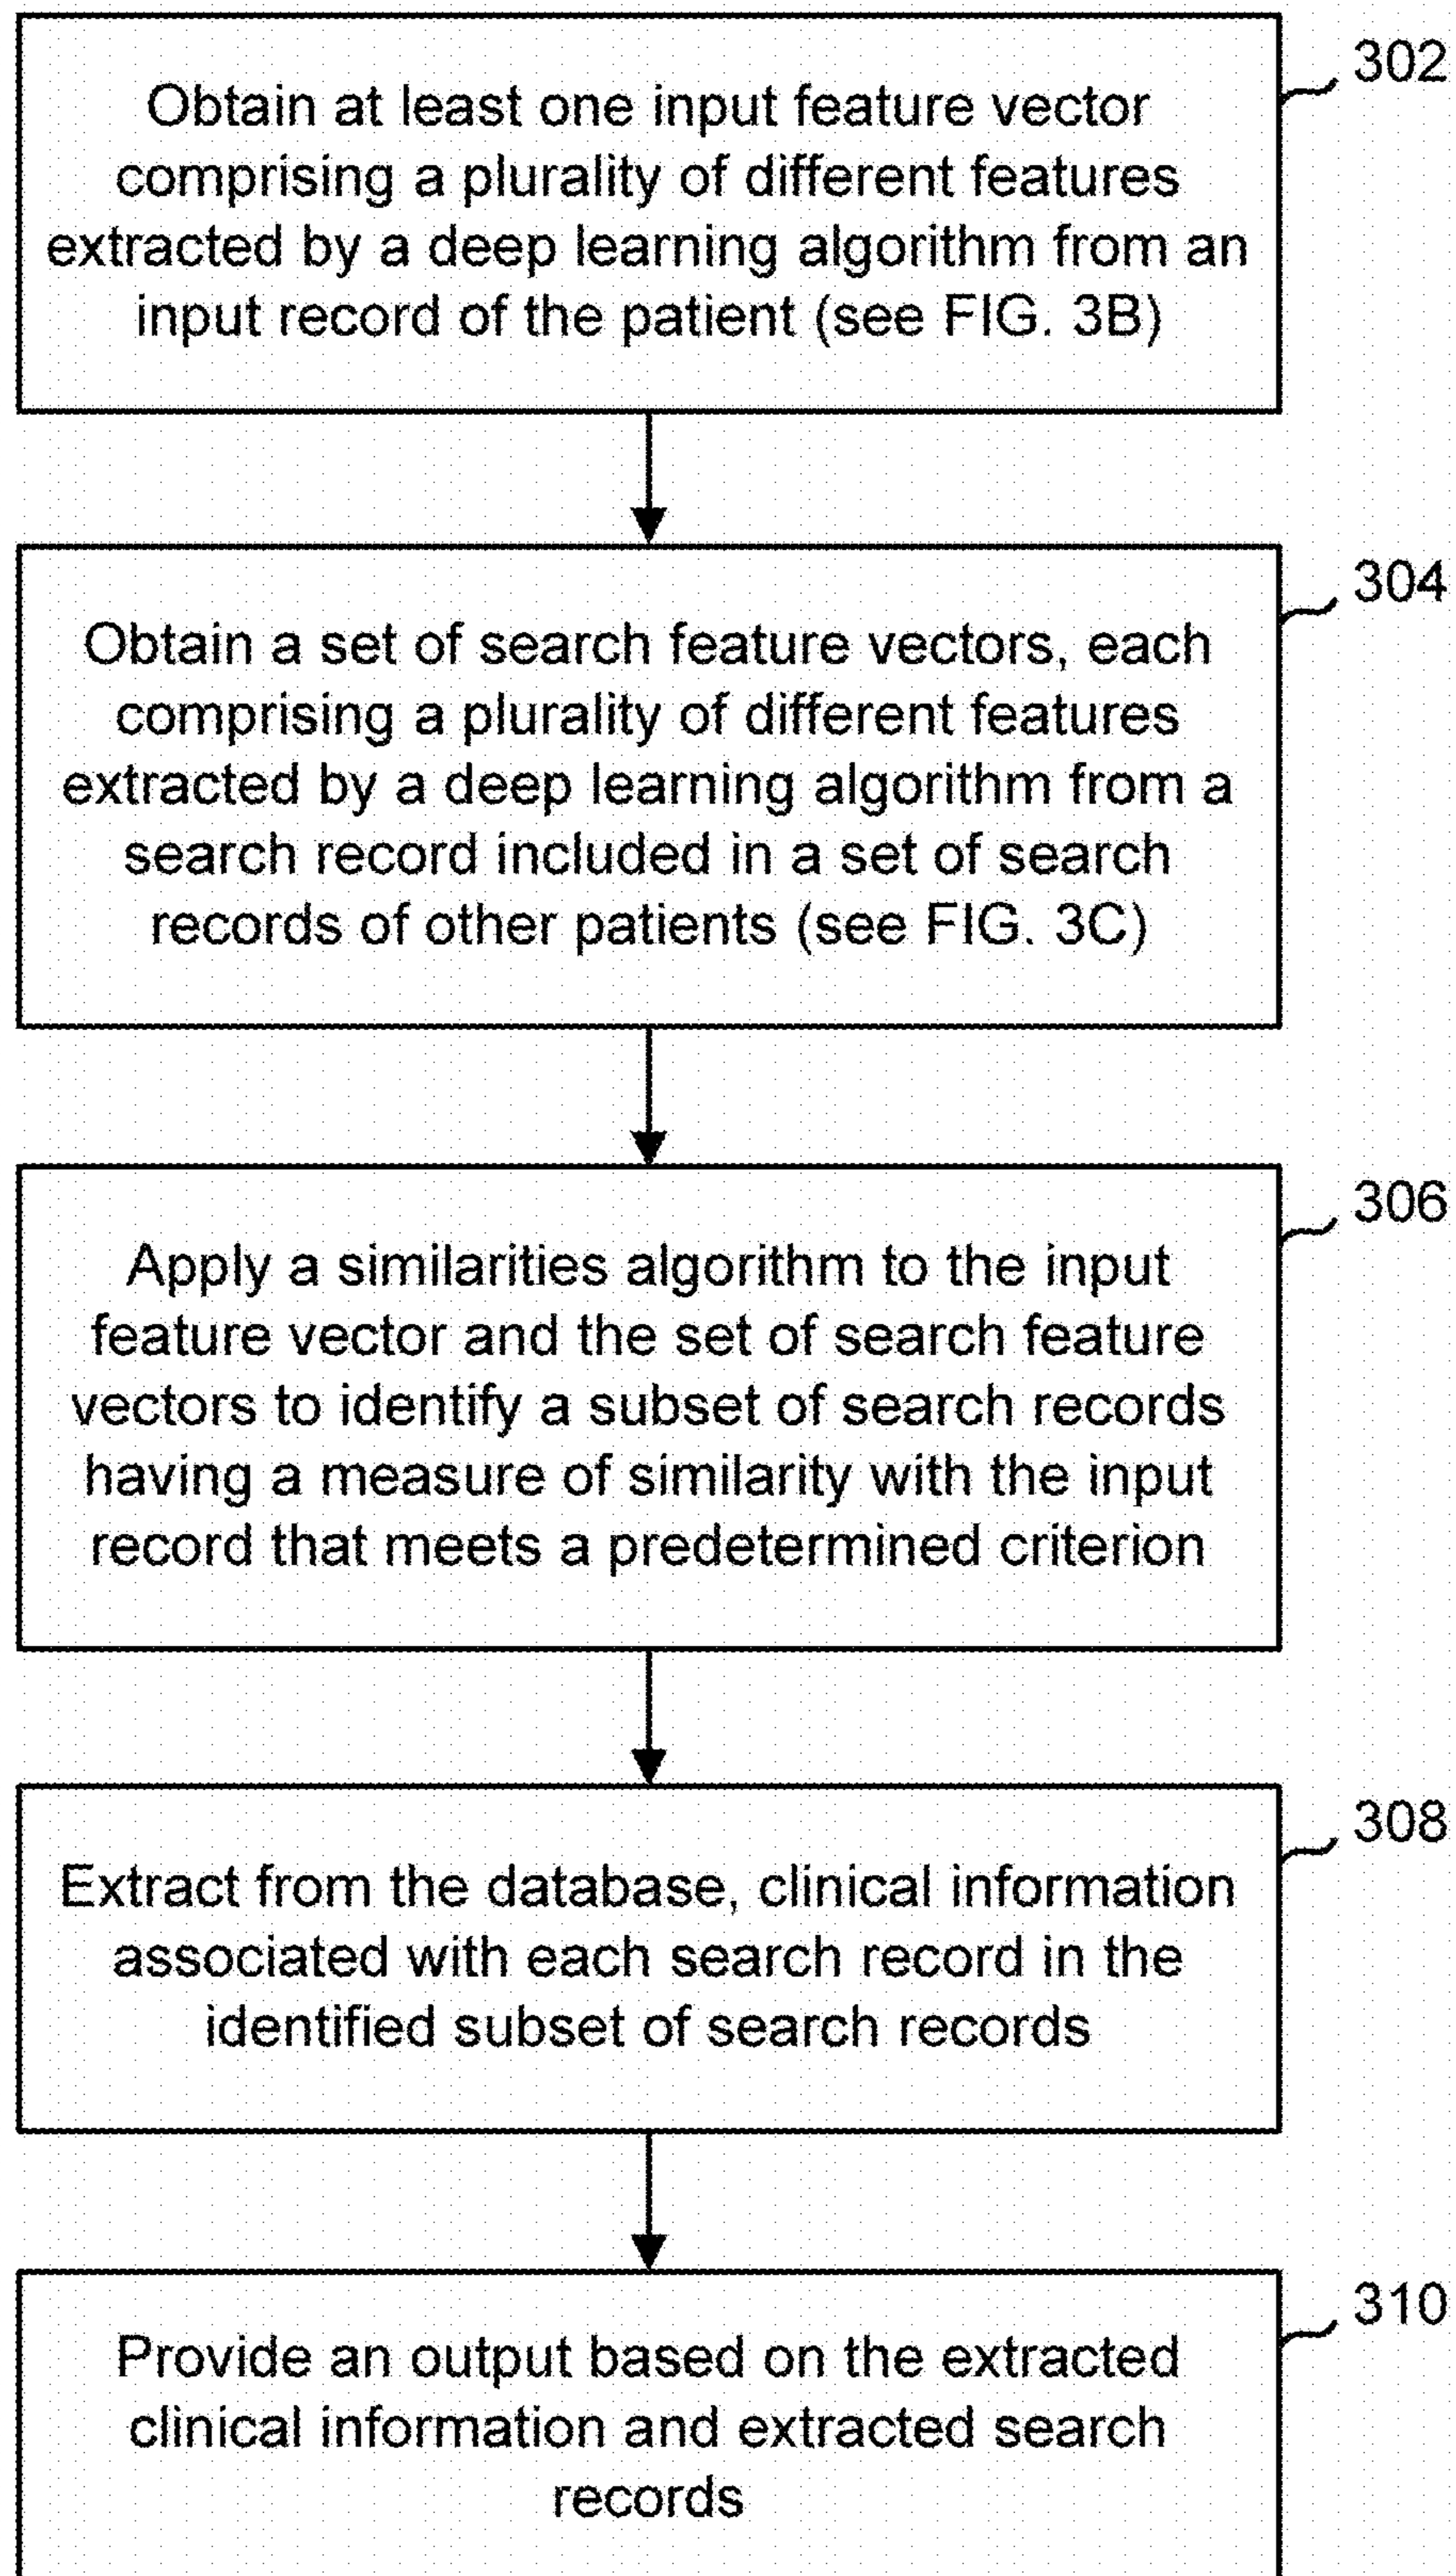 302
Obtain at least one input feature vector
comprising a plurality of different features
extracted by a deep learning algorithm from an
input record of the patient (see FIG. 3B)
304
Obtain a set of search feature vectors, each
comprising a plurality of different features
extracted by a deep learning algorithm from a
search record included in a set of search
records of other patients (see FIG. 3C)
306
Apply a similarities algorithm to the input
feature vector and the set of search feature
vectors to identify a subset of search records
having a measure of similarity with the input
record that meets a predetermined criterion
308
Extract from the database, clinical information
associated with each search record in the
identified subset of search records
310
Provide an output based on the extracted
clinical information and extracted search
records